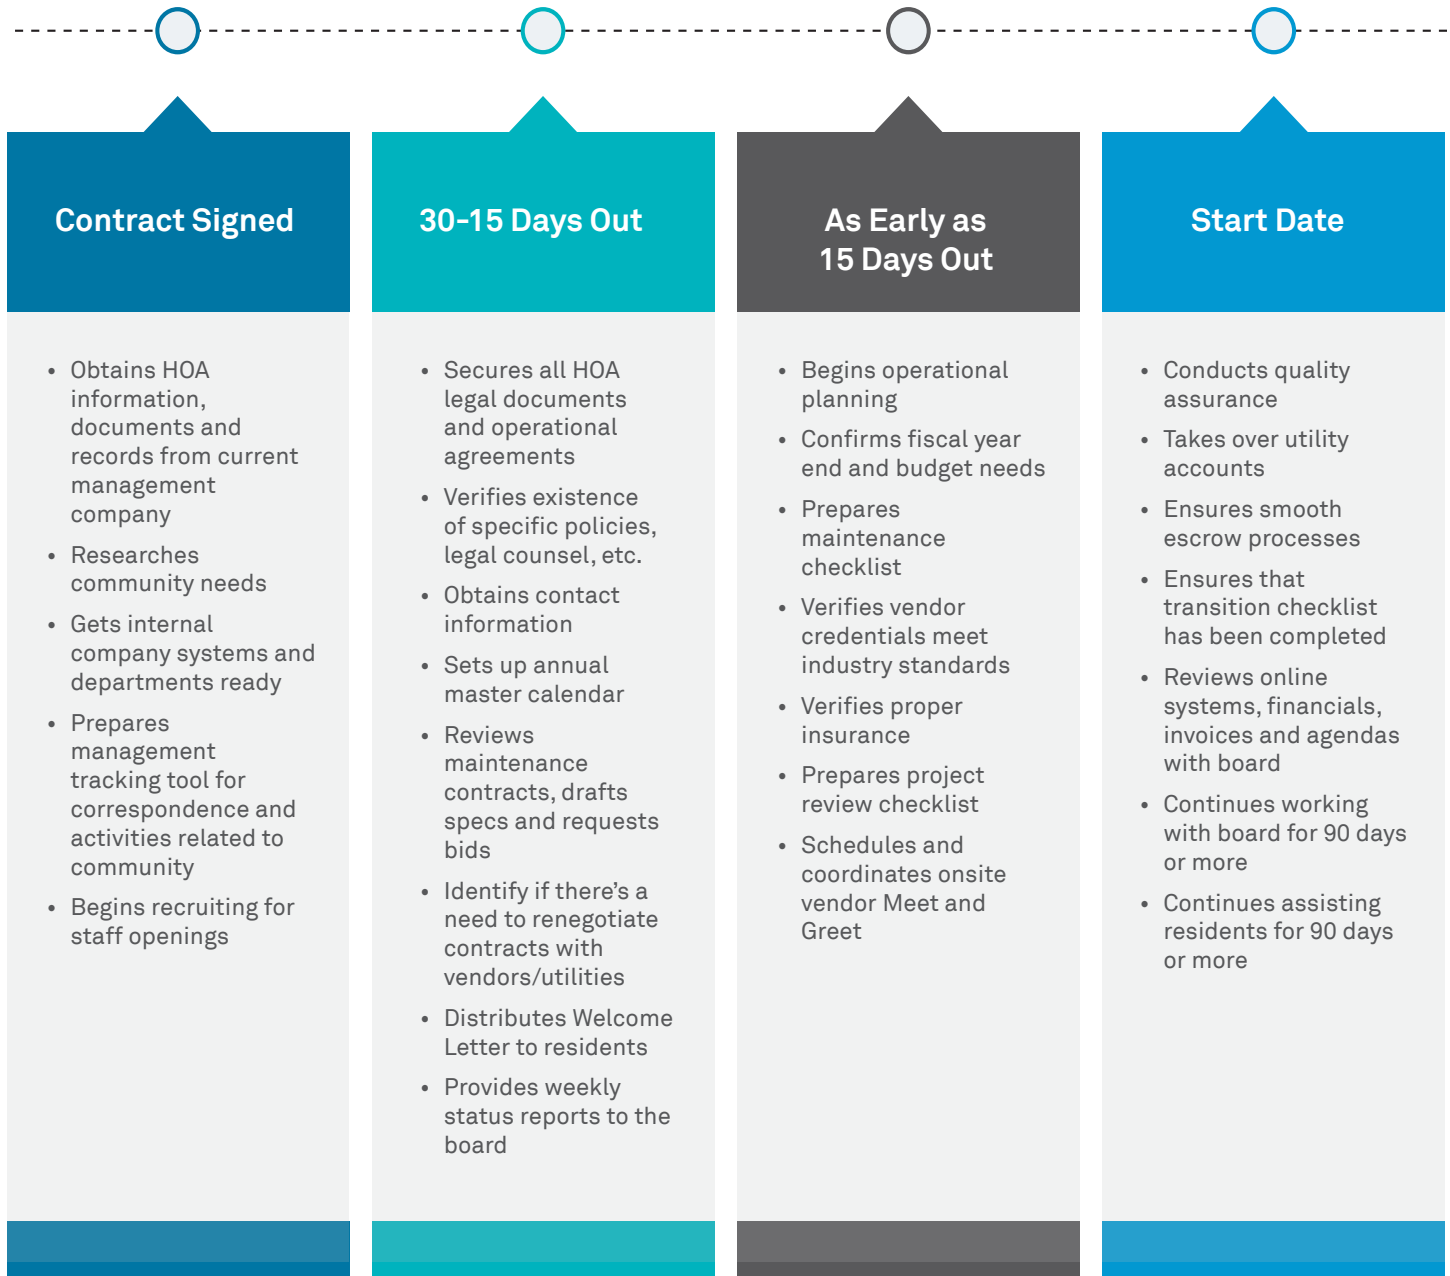 Contract Signed
• Obtains HOA
information,
documents and
records from current
management
company
• Researches
community needs
• Gets internal
company systems and
departments ready
• Prepares
management
tracking tool for
correspondence and
activities related to
community
• Begins recruiting for
staff openings
30-15 Days Out
• Secures all HOA
legal documents
and operational
agreements
• Verifies existence
of specific policies,
legal counsel, etc.
• Obtains contact
information
• Sets up annual
master calendar
• Reviews
maintenance
contracts, drafts
specs and requests
bids
• Identify if there’s a
need to renegotiate
contracts with
vendors/utilities
• Distributes Welcome
Letter to residents
• Provides weekly
status reports to the
board
As Early as
15 Days Out
• Begins operational
planning
• Confirms fiscal year
end and budget needs
• Prepares
maintenance
checklist
• Verifies vendor
credentials meet
industry standards
• Verifies proper
insurance
• Prepares project
review checklist
• Schedules and
coordinates onsite
vendor Meet and
Greet
Start Date
• Conducts quality
assurance
• Takes over utility
accounts
• Ensures smooth
escrow processes
• Ensures that
transition checklist
has been completed
• Reviews online
systems, financials,
invoices and agendas
with board
• Continues working
with board for 90 days
or more
• Continues assisting
residents for 90 days
or more